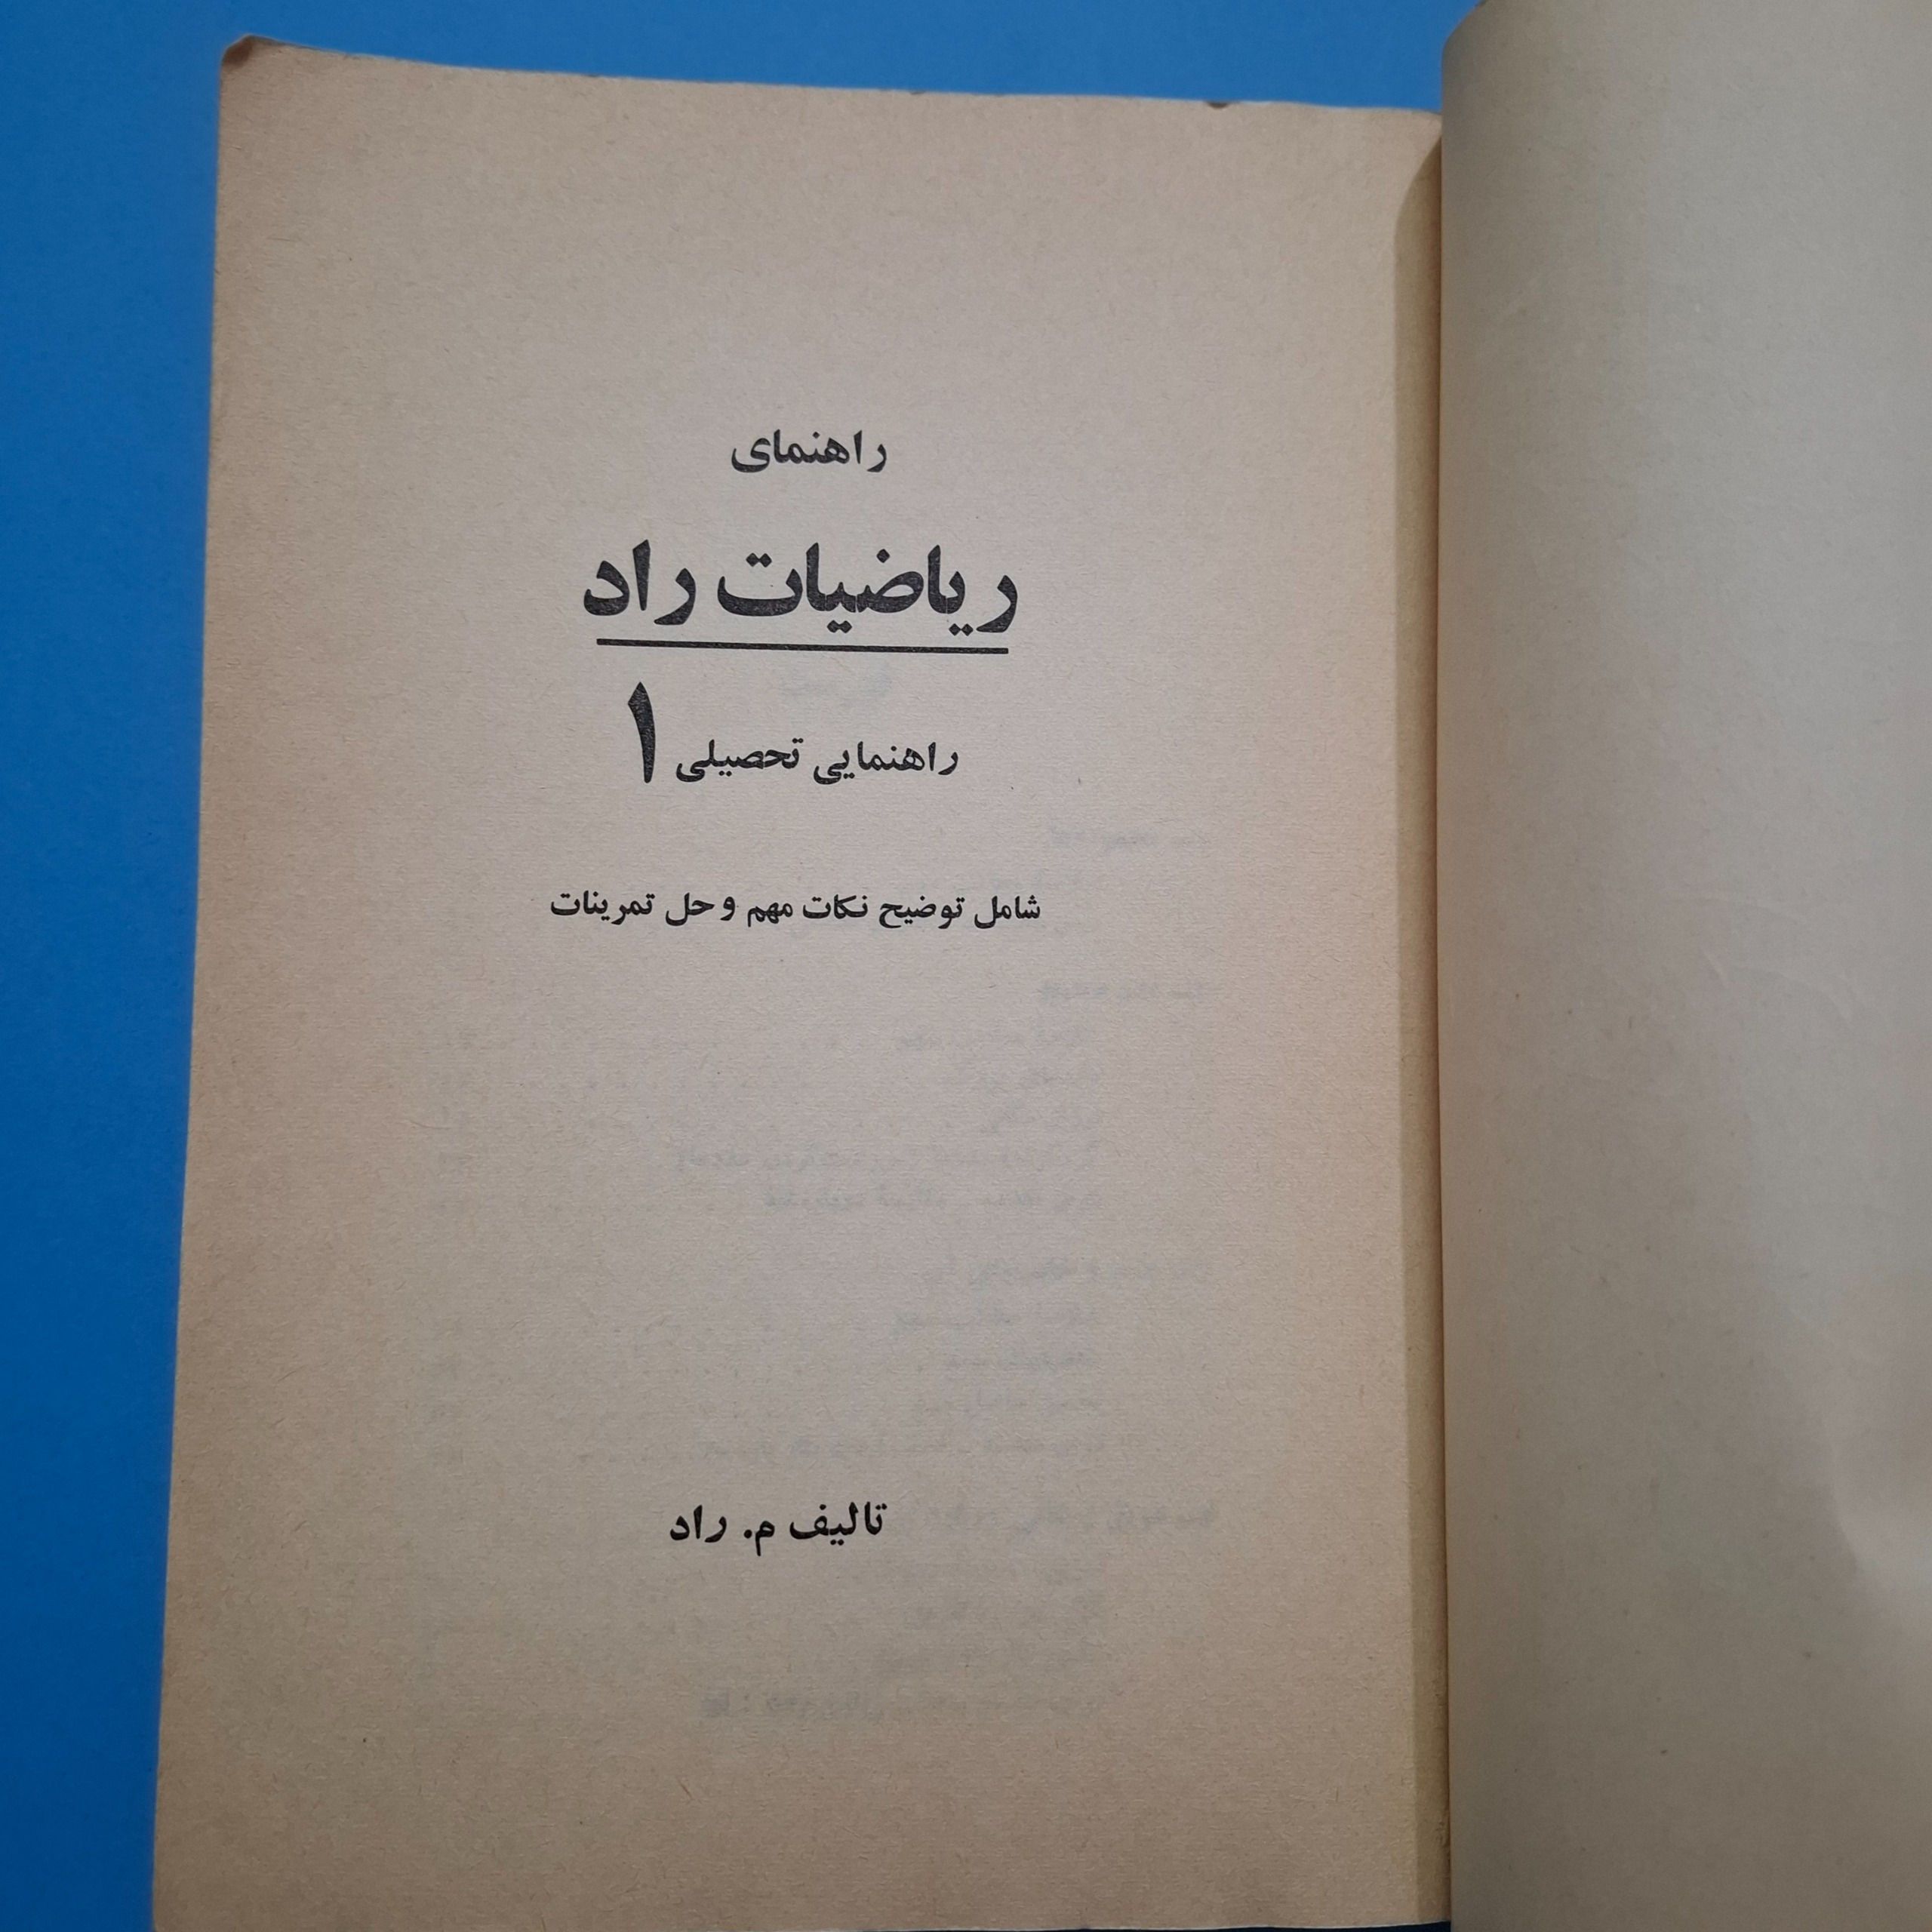 راهنمای
ریاضیات راد
راهنمایی تحصیلی ۱
شامل توضیح نکات مهم و حل تمرینات
تالیف م. راد